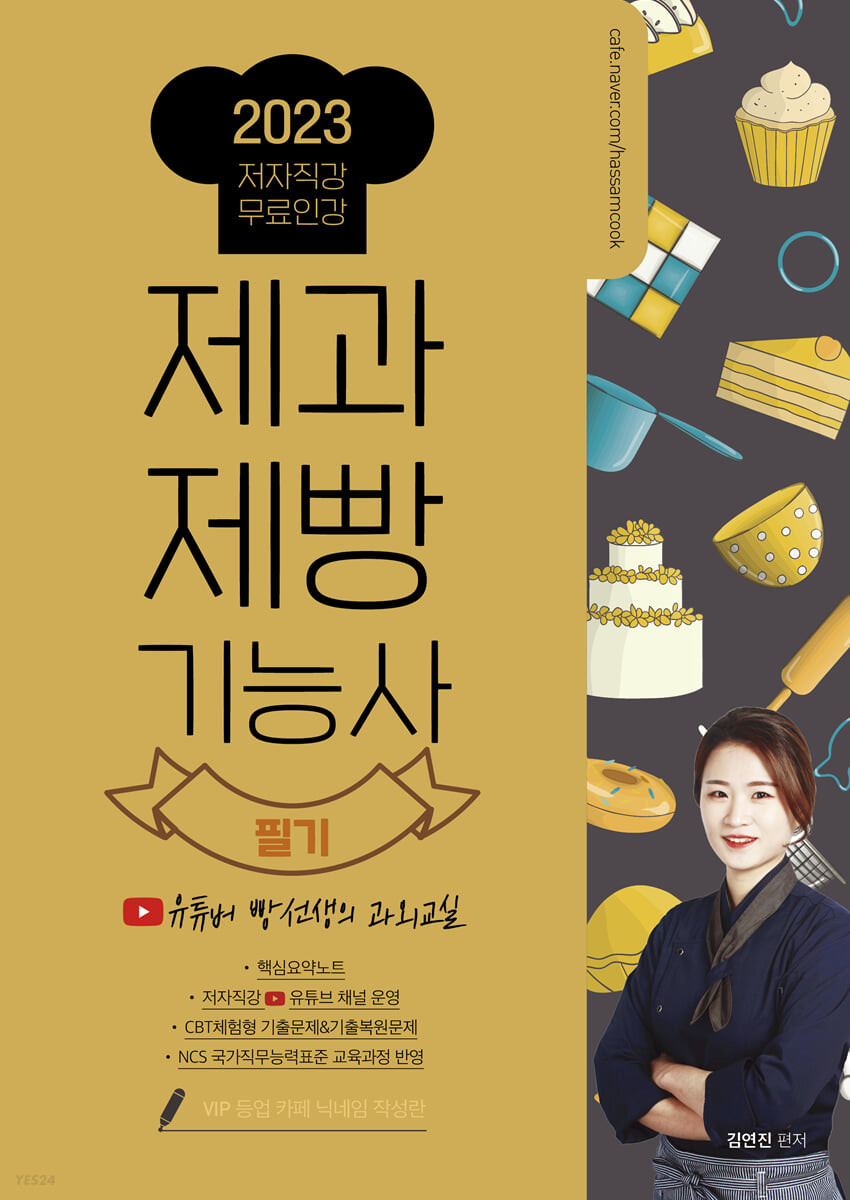 cafe.naver.com/hassamcook
2023
저자직강
무료인강
제과
제빵
기능사
필기
유튜버 빵선생의 과외교실
• 핵심요약노트
• 저자직강 유튜브 채널 운영
• CBT체험형 기출문제&기출복원문제
• NCS 국가직무능력표준 교육과정 반영
VIP 등업 카페 닉네임 작성란
김연진 편저
YES24